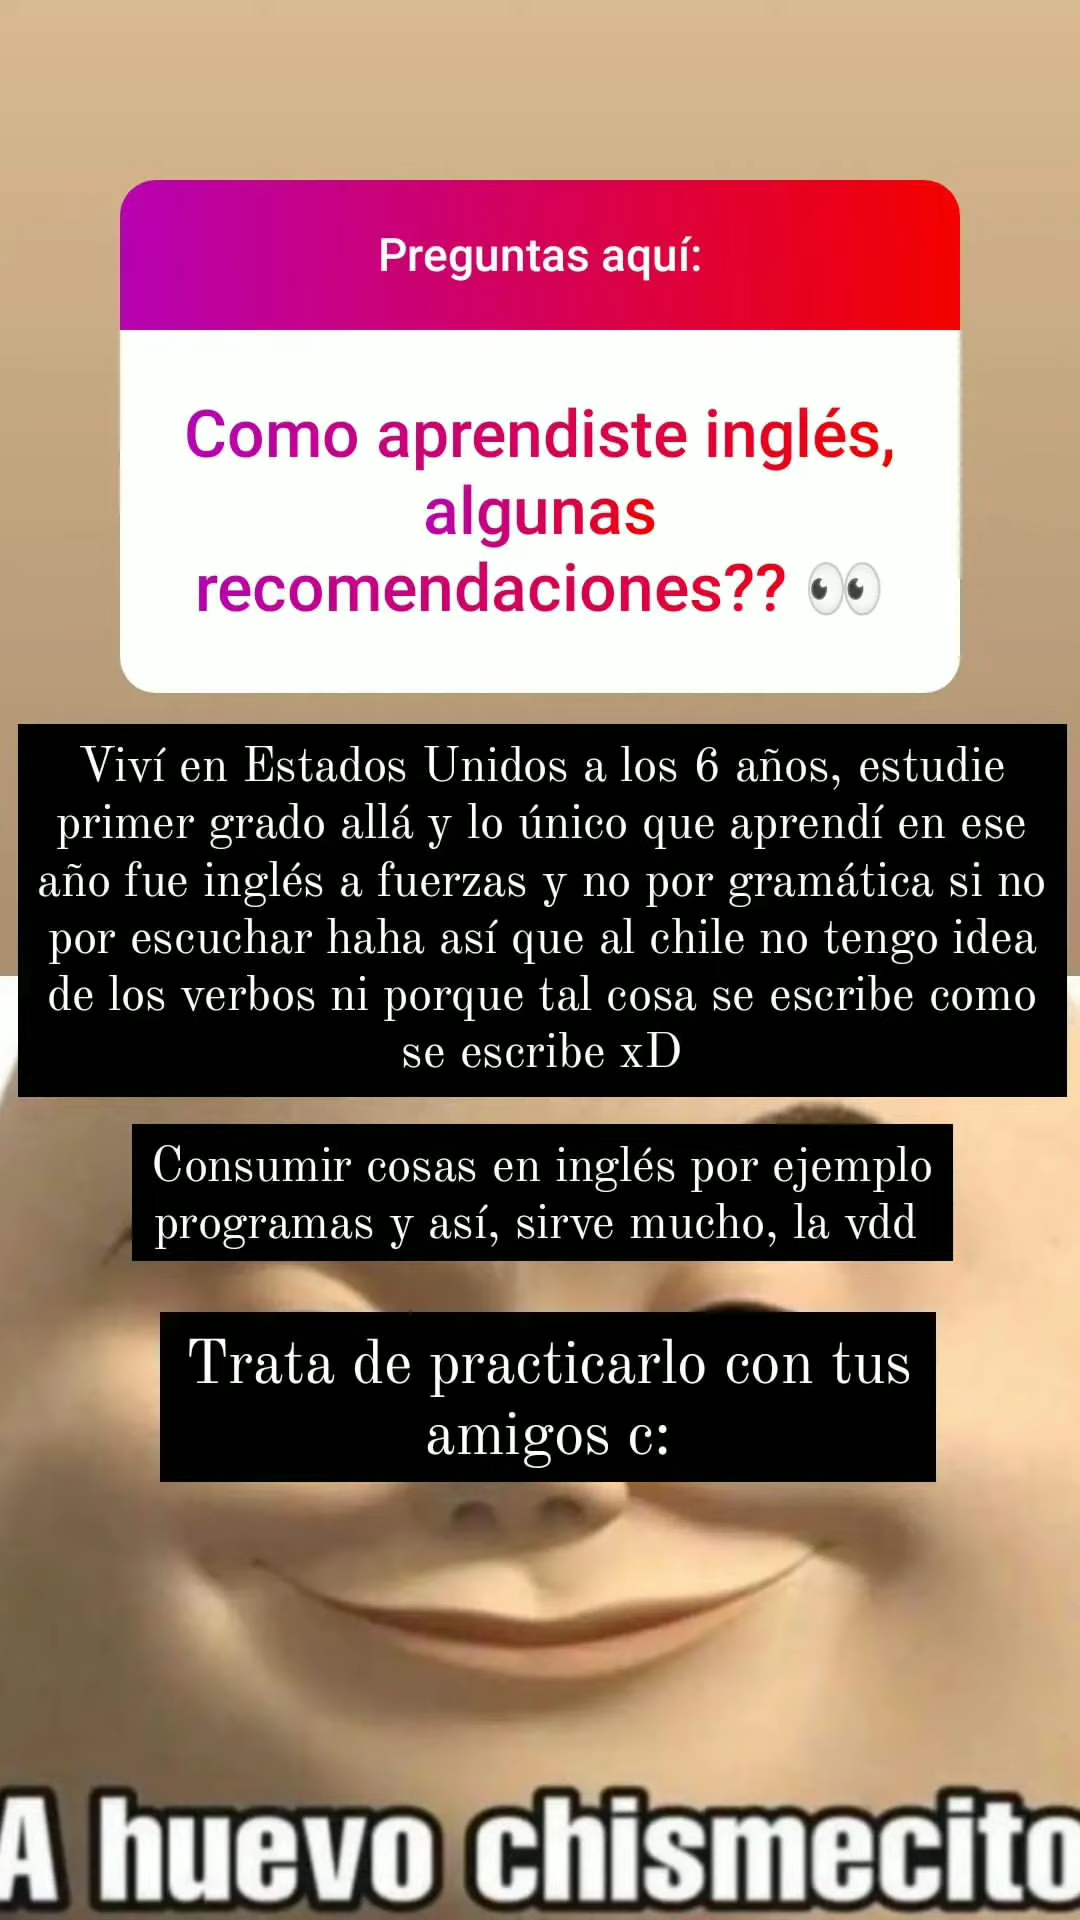 Preguntas aquí:
Como aprendiste inglés,
algunas
recomendaciones?? 👀
Viví en Estados Unidos a los 6 años, estudie
primer grado allá y lo único que aprendí en ese
año fue inglés a fuerzas y no por gramática si no
por escuchar haha así que al chile no tengo idea
de los verbos ni porque tal cosa se escribe como
se escribe xD
Consumir cosas en inglés por ejemplo
programas y así, sirve mucho, la vdd
Trata de practicarlo con tus
amigos c:
A huevo chismecito